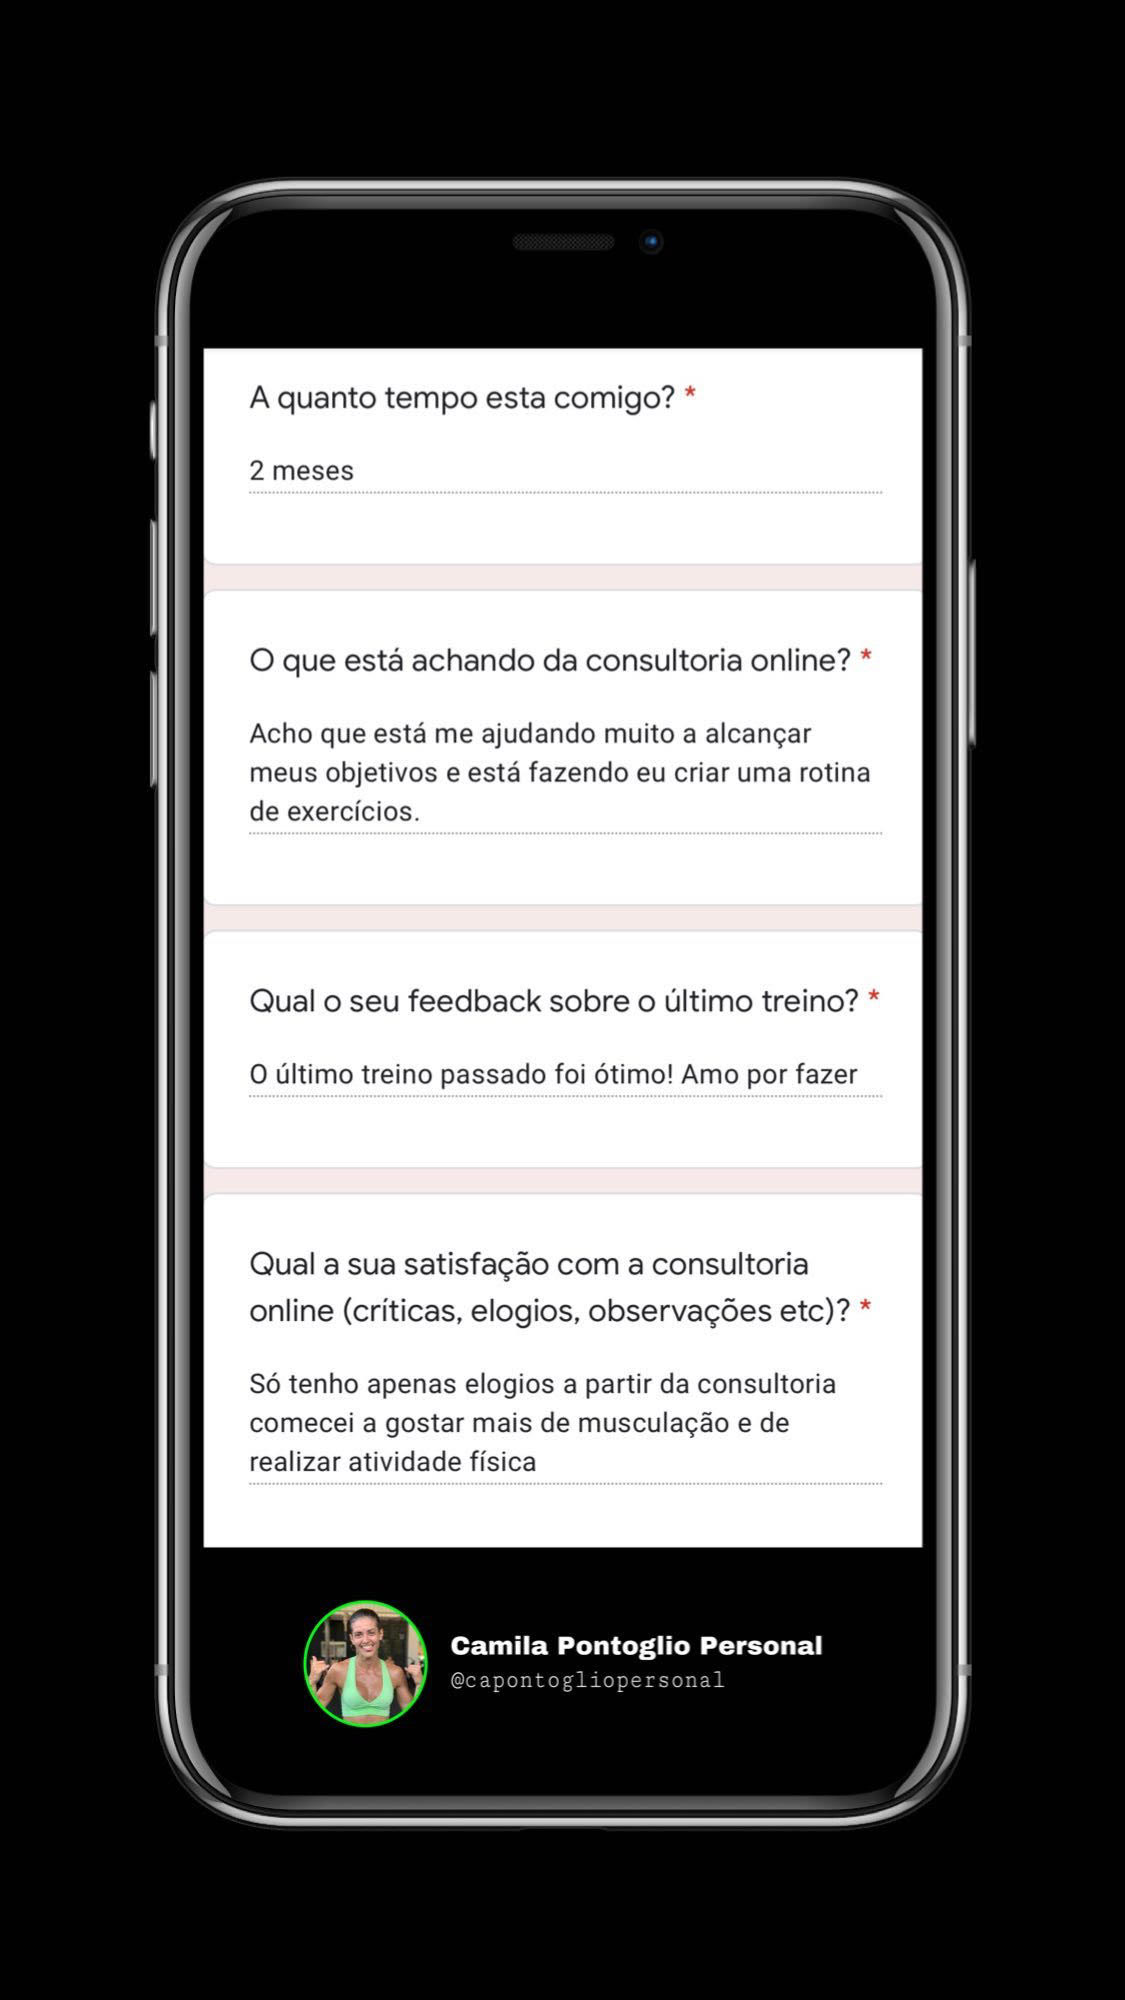 A quanto tempo esta comigo? *
2 meses
O que está achando da consultoria online? *
Acho que está me ajudando muito a alcançar
meus objetivos e está fazendo eu criar uma rotina
de exercícios.
Qual o seu feedback sobre o último treino? *
O último treino passado foi ótimo! Amo por fazer
Qual a sua satisfação com a consultoria
online (críticas, elogios, observações etc)? *
Só tenho apenas elogios a partir da consultoria
comecei a gostar mais de musculação e de
realizar atividade física
Camila Pontoglio Personal
@capontogliopersonal